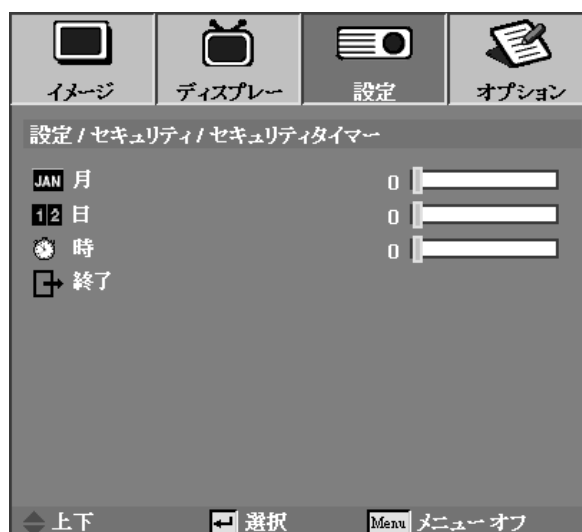 イメージ ディスプレー 設定 オプション
設定 / セキュリティ / セキュリティタイマー
JAN 月 0
12 日 0
時 0
終了
上下 選択 Menu メニューオフ